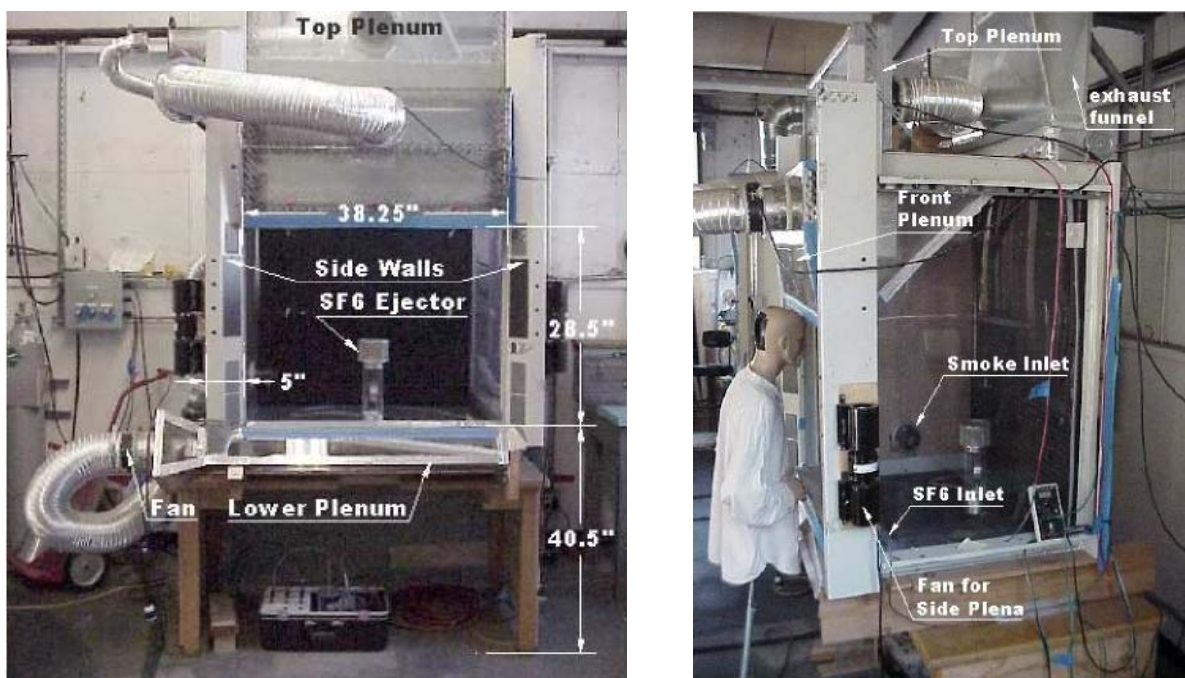 Top Plenum
38.25"
Side Walls
SF6 Ejector
28.5"
5"
Fan
Lower Plenum
40.5"
Top Plenum
exhaust
funnel
Front
Plenum
Smoke Inlet
SF6 Inlet
Fan for
Side Plena